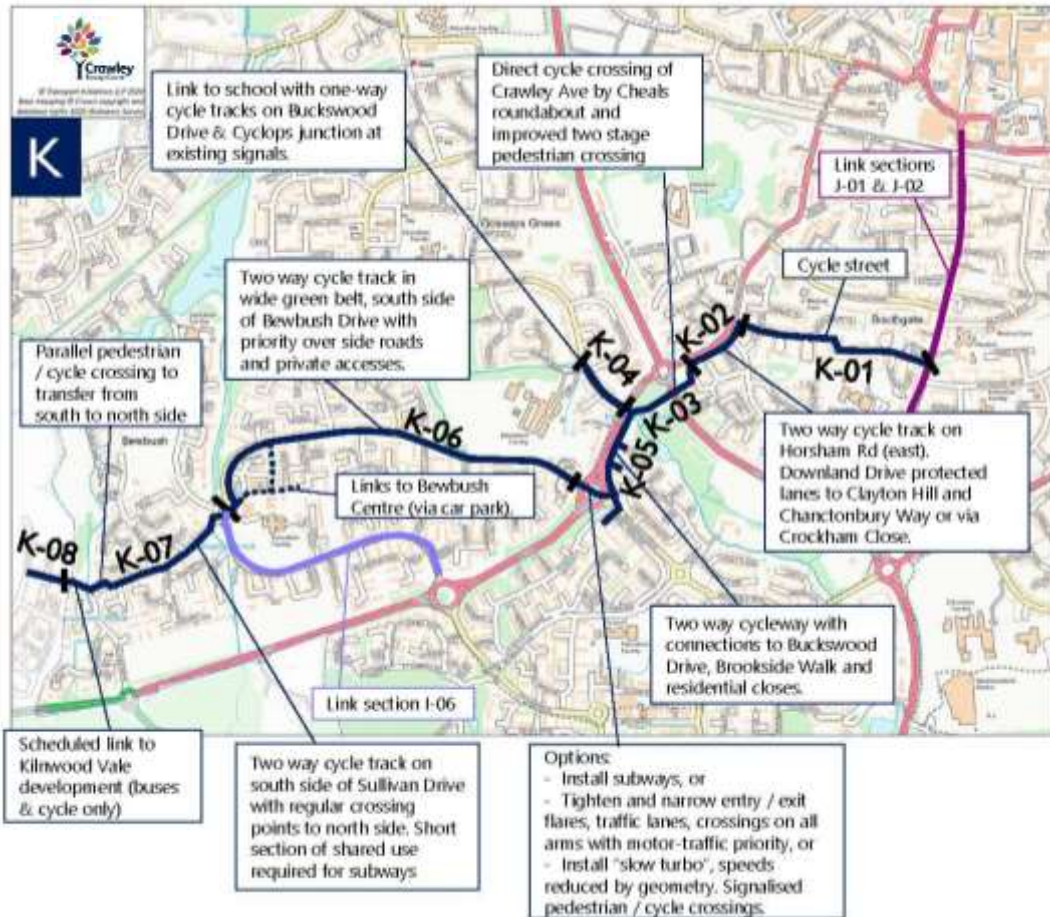 Crawley
K
Link to school with one-way
cycle tracks on Buckswood
Drive & Cyclops junction at
existing signals.
Direct cycle crossing of
Crawley Ave by Cheals
roundabout and
improved two stage
pedestrian crossing
Link sections
J-01 & J-02
Cycle street
Two way cycle track in
wide green belt, south side
of Bewbush Drive with
priority over side roads
and private accesses.
Parallel pedestrian
/ cycle crossing to
transfer from
south to north side
Gossops Green
Southgate
Bewbush
K-04
K-02
K-01
K-03
K-05
K-06
K-07
K-08
Links to Bewbush
Centre (via car park).
Two way cycle track on
Horsham Rd (east).
Downland Drive protected
lanes to Clayton Hill and
Chanctonbury Way or via
Crockham Close.
Two way cycleway with
connections to Buckswood
Drive, Brookside Walk and
residential closes.
Link section I-06
Scheduled link to
Kilnwood Vale
development (buses
& cycle only)
Two way cycle track on
south side of Sullivan Drive
with regular crossing
points to north side. Short
section of shared use
required for subways
Options:
- Install subways, or
- Tighten and narrow entry / exit
flares, traffic lanes, crossings on all
arms with motor-traffic priority, or
- Install "slow turbo", speeds
reduced by geometry. Signalised
pedestrian / cycle crossings.